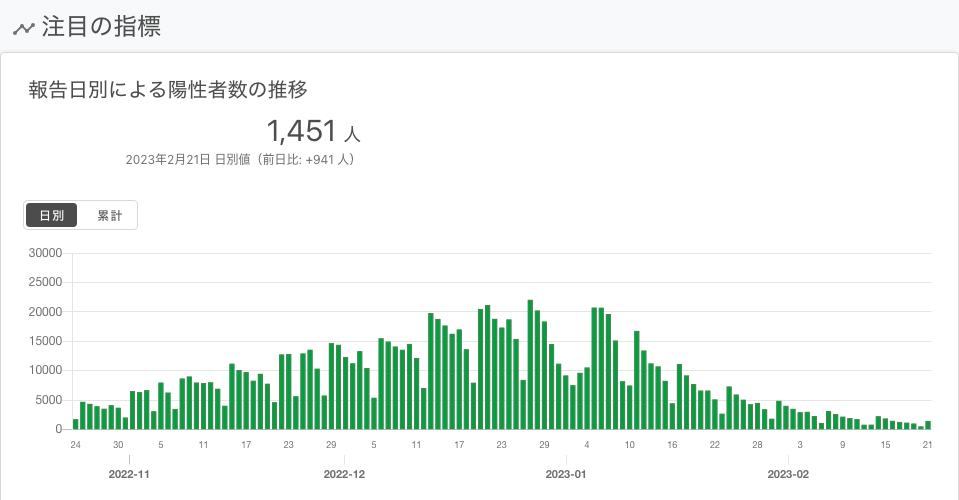 注目の指標
報告日別による陽性者数の推移
1,451 人
2023年2月21日 日別値（前日比: +941 人）
日別 累計
30000
25000
20000
15000
10000
5000
0
24 30 5 11 17 23 29 5 11 17 23 29 4 10 16 22 28 3 9 15 21
2022-11 2022-12 2023-01 2023-02